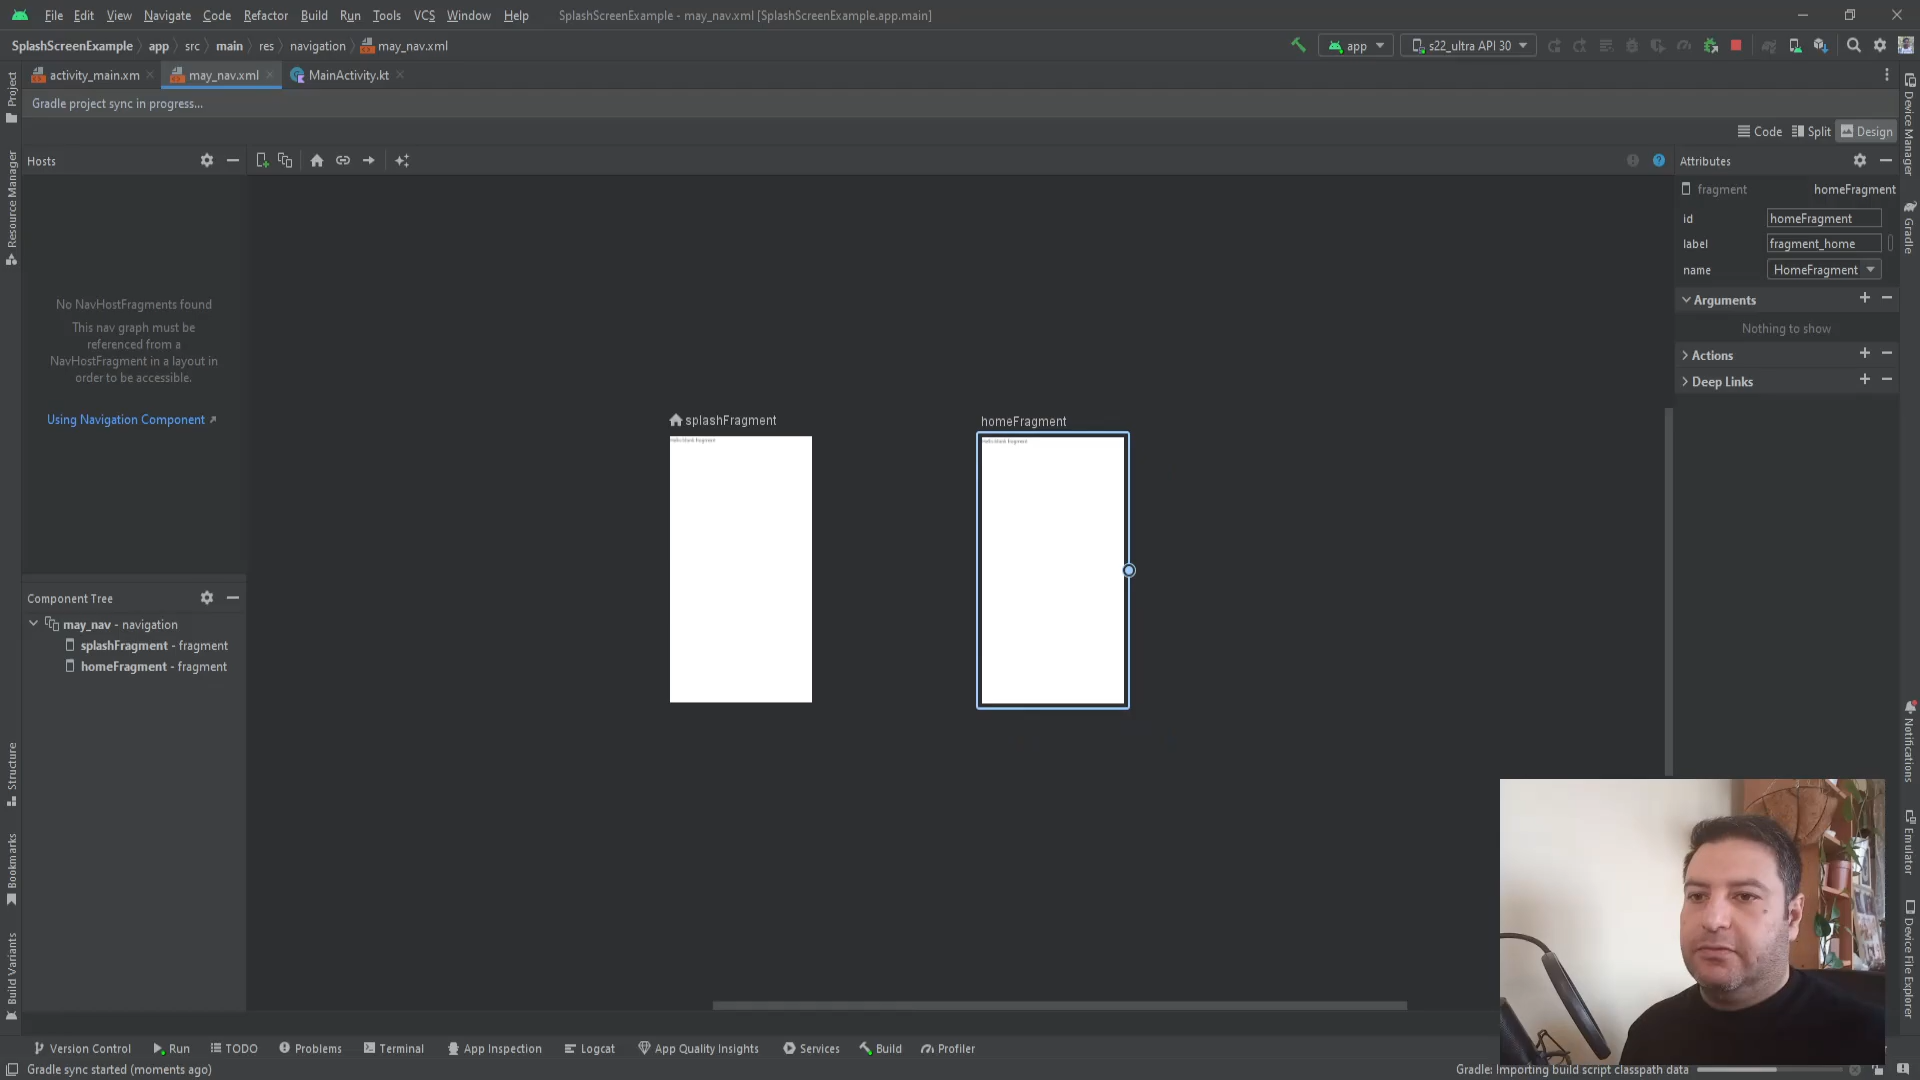 File Edit View Navigate Code Refactor Build Run Tools VCS Window Help SplashScreenExample - may_nav.xml [SplashScreenExample.app.main]
SplashScreenExample app src main res navigation may_nav.xml
app s22_ultra API 30
activity_main.xm may_nav.xml MainActivity.kt
Gradle project sync in progress...
Code Split Design
Hosts
Attributes
fragment homeFragment
id homeFragment
label fragment_home
name HomeFragment
Arguments
Nothing to show
Actions
Deep Links
No NavHostFragments found
This nav graph must be
referenced from a
NavHostFragment in a layout in
order to be accessible.
Using Navigation Component
splashFragment
Hello blank fragment
homeFragment
Hello blank fragment
Component Tree
may_nav - navigation
splashFragment - fragment
homeFragment - fragment
Project
Resource Manager
Structure
Bookmarks
Build Variants
Device Manager
Gradle
Notifications
Emulator
Device File Explorer
Version Control Run TODO Problems Terminal App Inspection Logcat App Quality Insights Services Build Profiler
Gradle sync started (moments ago)
Gradle: Importing build script classpath data